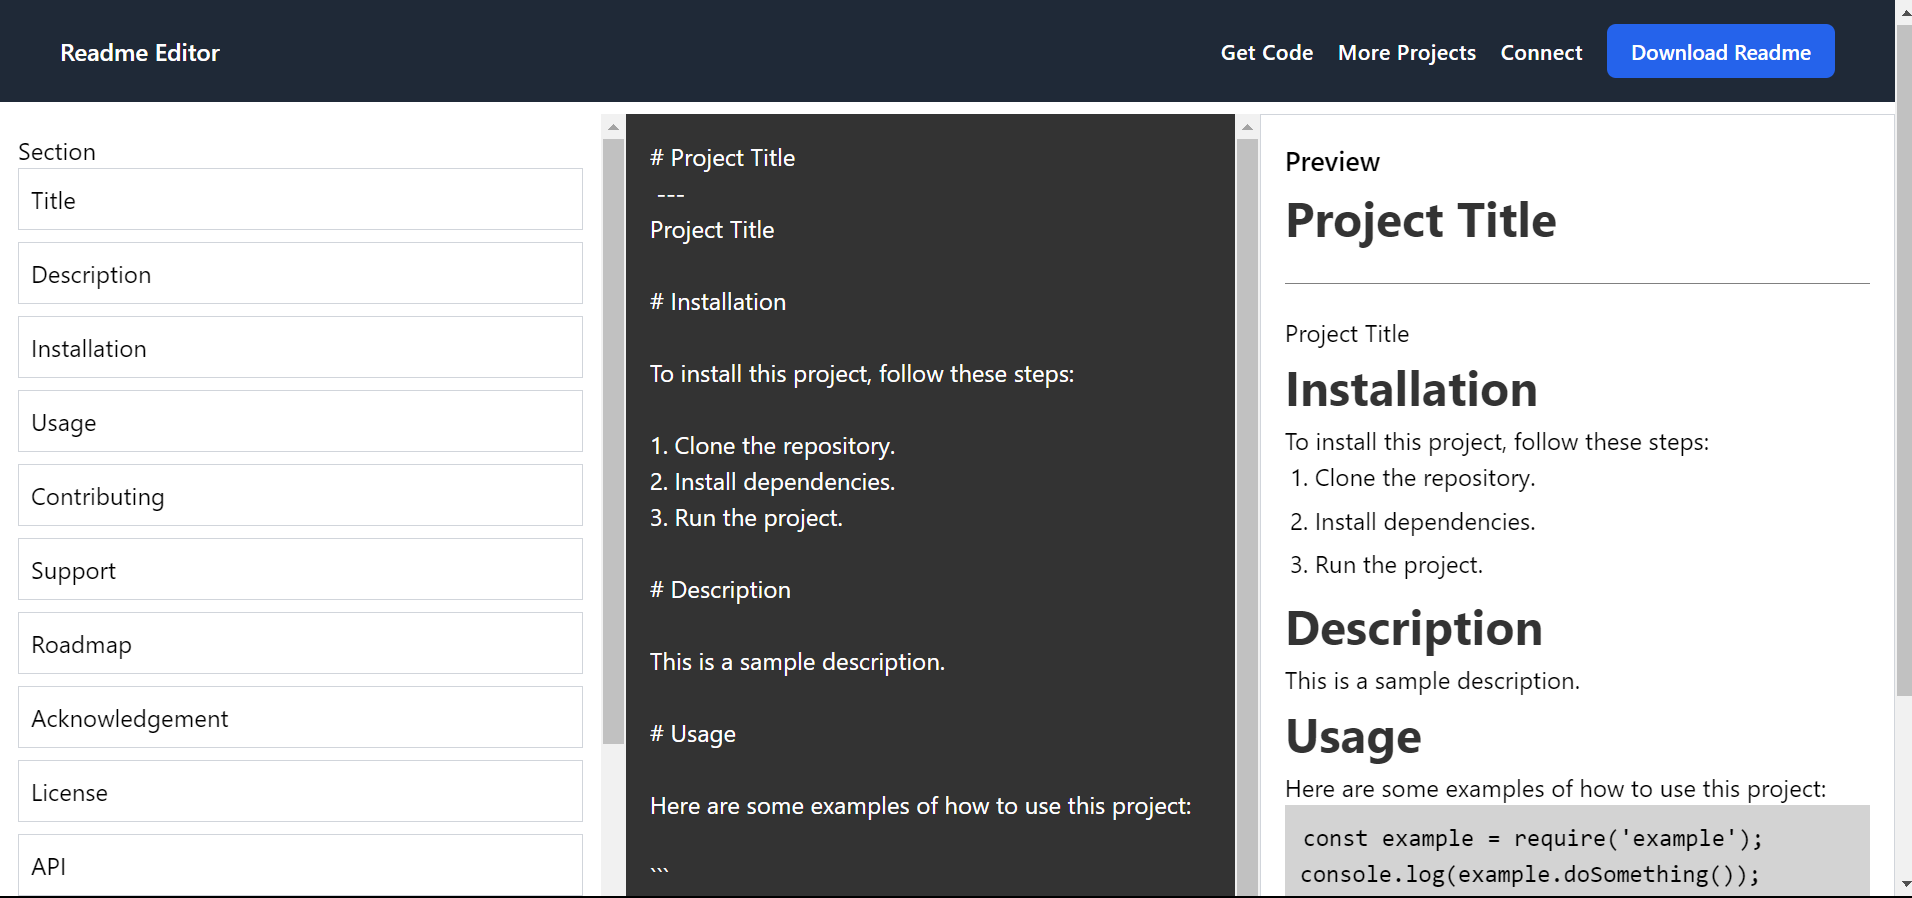 Readme Editor
Get Code
More Projects
Connect
Download Readme
Section
Title
Description
Installation
Usage
Contributing
Support
Roadmap
Acknowledgement
License
API
# Project Title
---
Project Title
# Installation
To install this project, follow these steps:
1. Clone the repository.
2. Install dependencies.
3. Run the project.
# Description
This is a sample description.
# Usage
Here are some examples of how to use this project:
```
Preview
Project Title
Project Title
Installation
To install this project, follow these steps:
1. Clone the repository.
2. Install dependencies.
3. Run the project.
Description
This is a sample description.
Usage
Here are some examples of how to use this project:
const example = require('example');
console.log(example.doSomething());